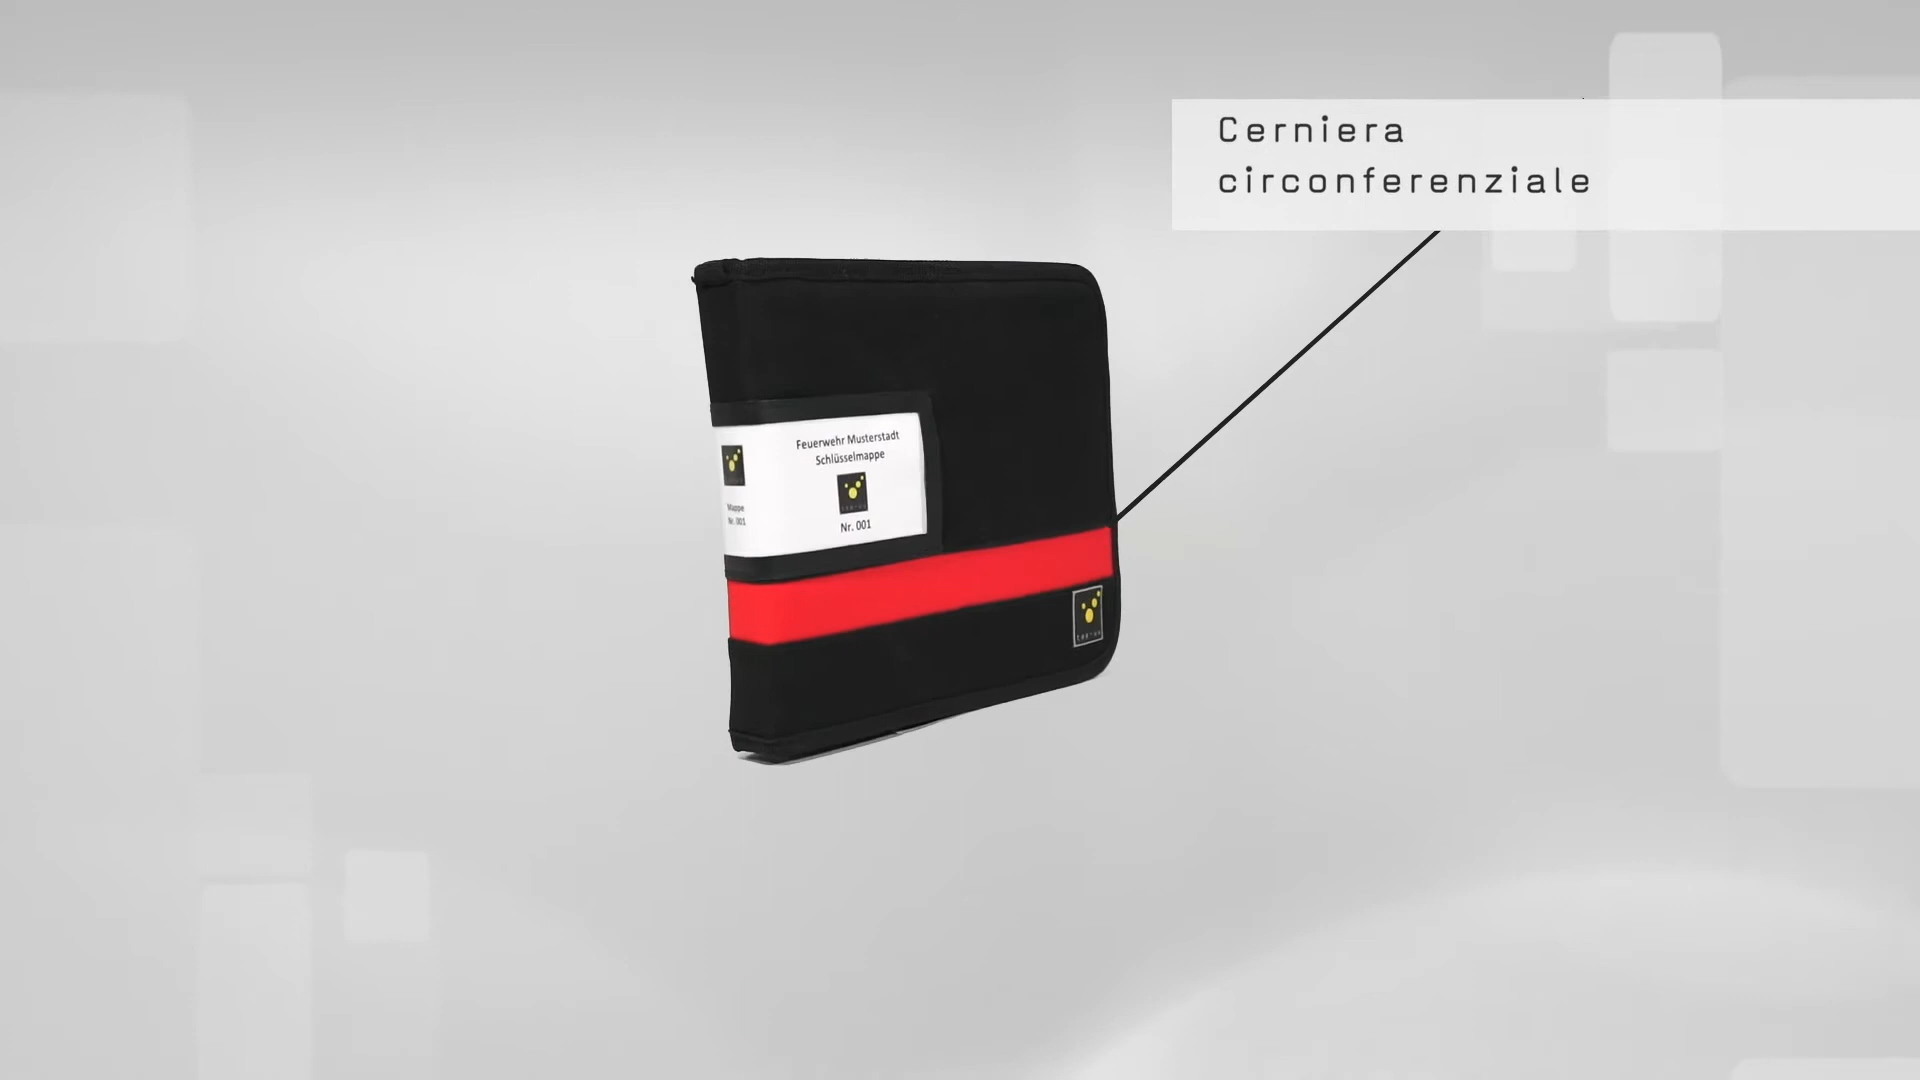 Cerniera
circonferenziale
Feuerwehr Musterstadt
Schlüsselmappe
Nr. 001
Mappe
Nr. 001